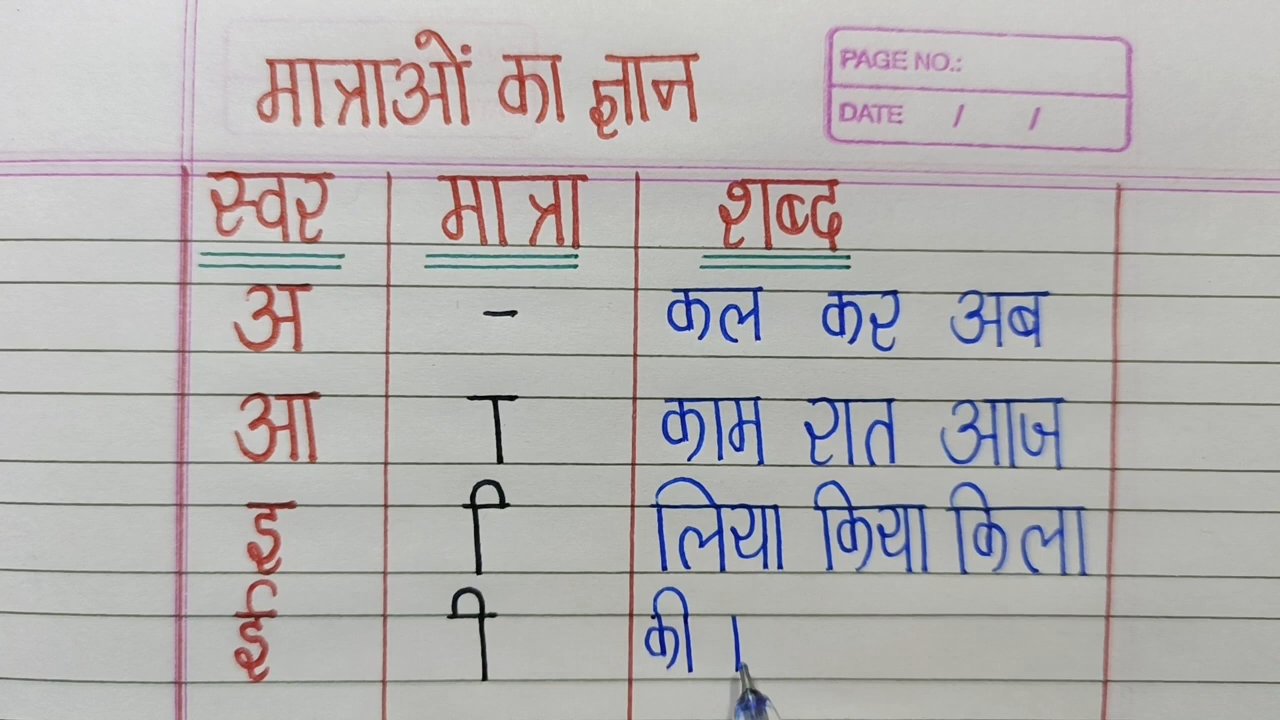 मात्राओं का ज्ञान
PAGE NO.:
DATE / /
स्वर मात्रा शब्द
अ - कल कर अब
आ ा काम रात आज
इ ि लिया किया किला
ई ी की